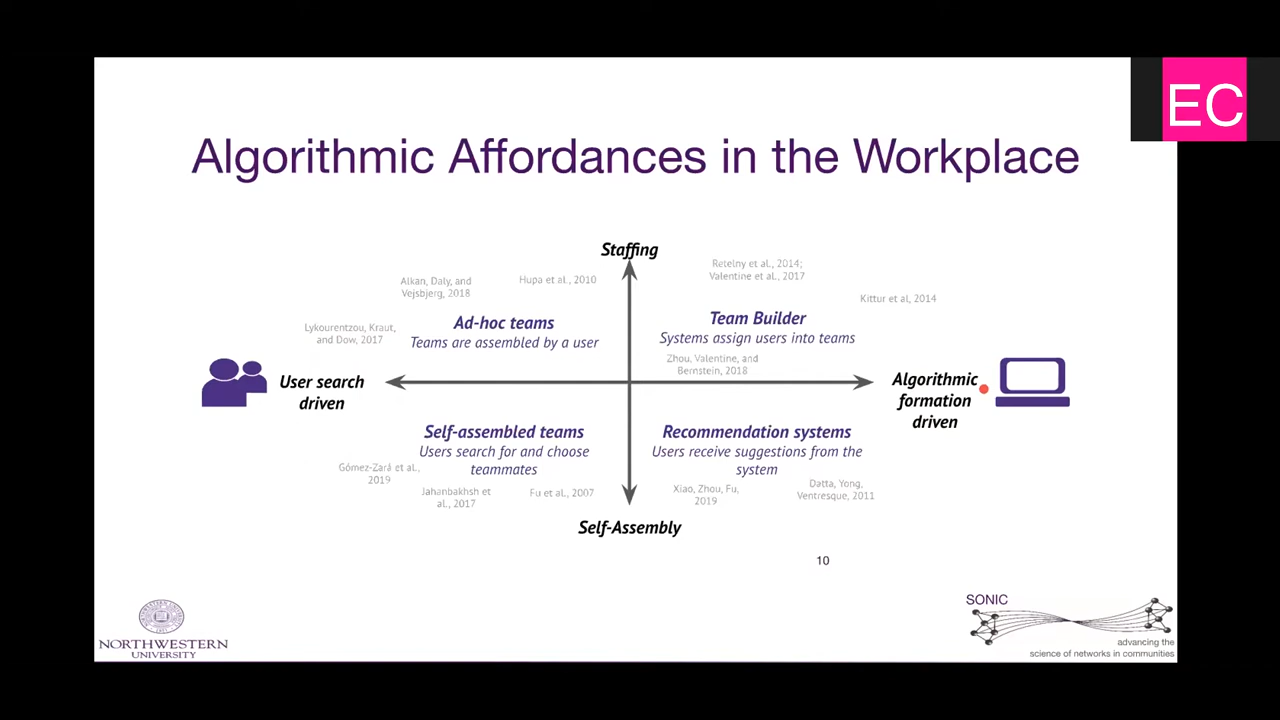 EC
Algorithmic Affordances in the Workplace
Staffing
Alkan, Daly, and
Vejsbjerg, 2018
Hupa et al., 2010
Retelny et al., 2014;
Valentine et al., 2017
Kittur et al, 2014
Lykourentzou, Kraut,
and Dow, 2017
Ad-hoc teams
Teams are assembled by a user
Team Builder
Systems assign users into teams
Zhou, Valentine, and
Bernstein, 2018
User search
driven
Algorithmic
formation
driven
Self-assembled teams
Users search for and choose
teammates
Recommendation systems
Users receive suggestions from the
system
Gómez-Zará et al.,
2019
Jahanbakhsh et
al., 2017
Fu et al., 2007
Xiao, Zhou, Fu,
2019
Datta, Yong,
Ventresque, 2011
Self-Assembly
10
NORTHWESTERN
UNIVERSITY
SONIC
advancing the
science of networks in communities